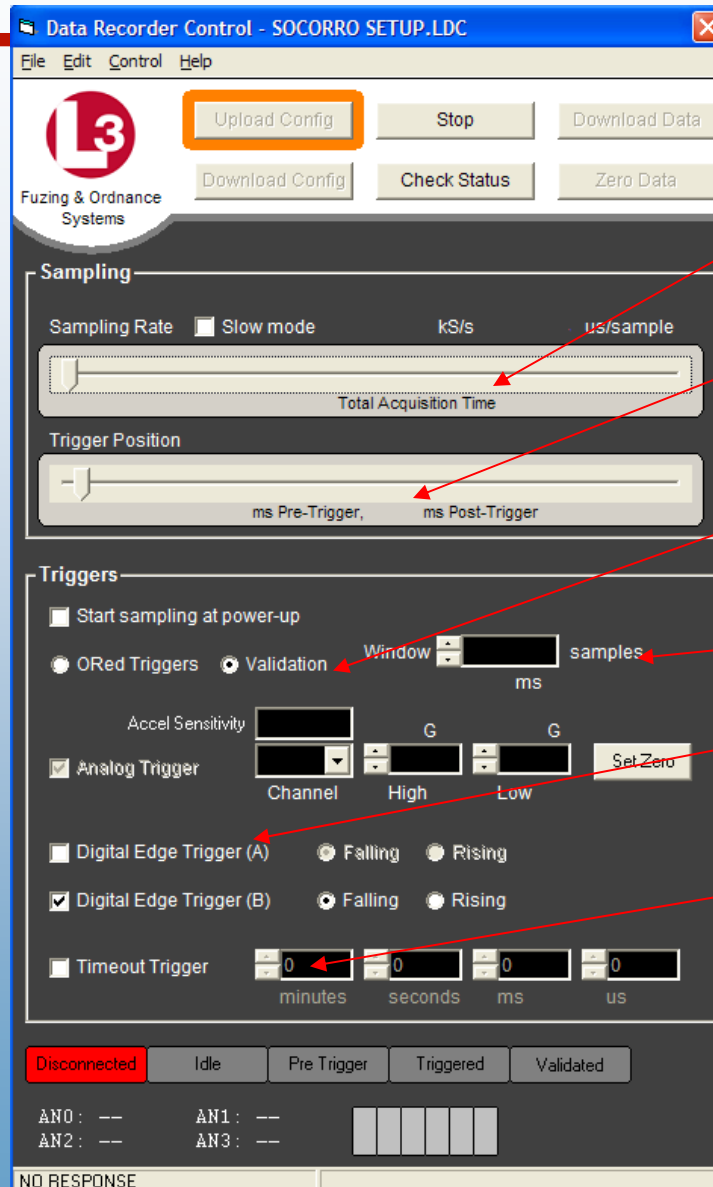 Data Recorder Control - SOCORRO SETUP.LDC
File Edit Control Help
L3
Fuzing & Ordnance
Systems
Upload Config Stop Download Data
Download Config Check Status Zero Data
Sampling
Sampling Rate Slow mode kS/s us/sample
Total Acquisition Time
Trigger Position
ms Pre-Trigger, ms Post-Trigger
Triggers
Start sampling at power-up
ORed Triggers Validation Window samples
ms
Accel Sensitivity G G
Analog Trigger Set Zero
Channel High Low
Digital Edge Trigger (A) Falling Rising
Digital Edge Trigger (B) Falling Rising
Timeout Trigger 0 0 0 0
minutes seconds ms us
Disconnected Idle Pre Trigger Triggered Validated
AN0: -- AN1: --
AN2: -- AN3: --
NO RESPONSE